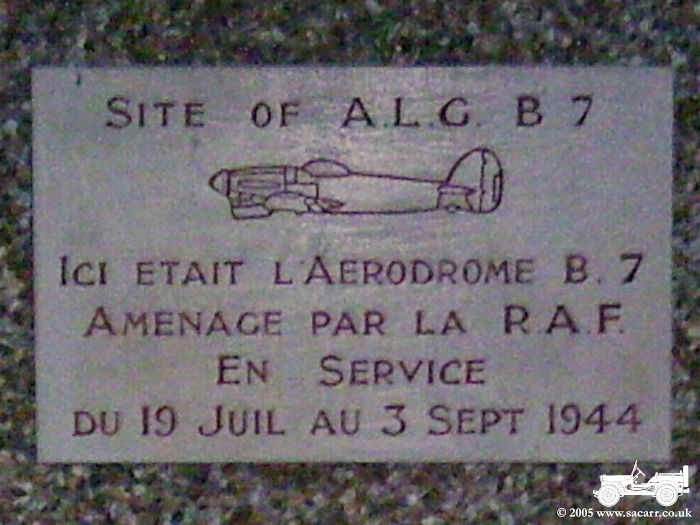 SITE OF A.L.G. B 7
ICI ETAIT L'AERODROME B. 7
AMENAGE PAR LA R.A.F.
EN SERVICE
DU 19 JUIL AU 3 SEPT 1944
© 2005 www.sacarr.co.uk